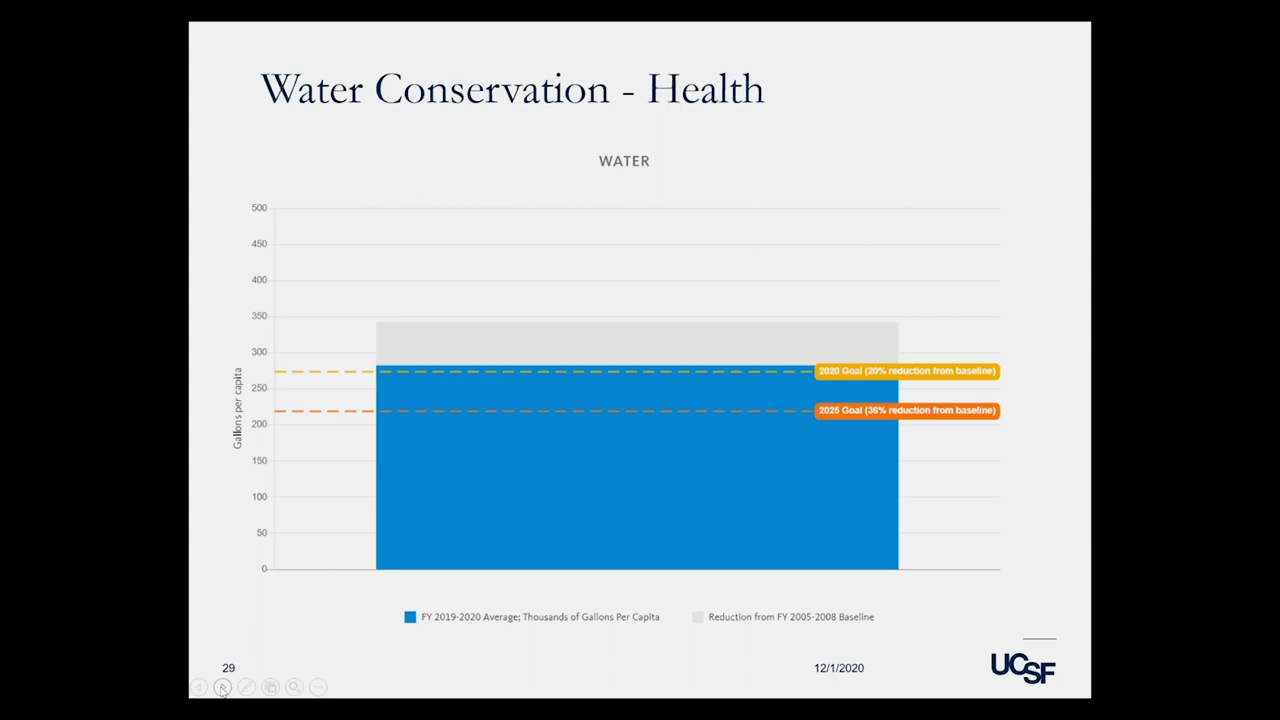 Water Conservation - Health
WATER
500
450
400
350
300
250
200
150
100
50
0
Gallons per capita
2020 Goal (20% reduction from baseline)
2025 Goal (36% reduction from baseline)
FY 2019-2020 Average; Thousands of Gallons Per Capita
Reduction from FY 2005-2008 Baseline
29
12/1/2020
UCSF